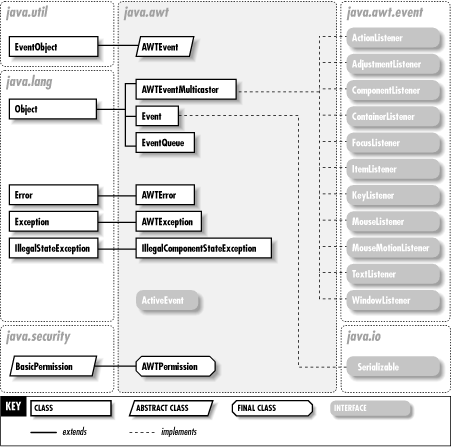 java.util
java.awt
java.awt.event
EventObject
AWTEvent
ActionListener
AdjustmentListener
java.lang
AWTEventMulticaster
ComponentListener
Object
Event
ContainerListener
EventQueue
FocusListener
ItemListener
Error
AWTError
KeyListener
Exception
AWTException
MouseListener
IllegalStateException
IllegalComponentStateException
MouseMotionListener
TextListener
ActiveEvent
WindowListener
java.security
java.io
BasicPermission
AWTPermission
Serializable
KEY
CLASS
ABSTRACT CLASS
FINAL CLASS
INTERFACE
extends
implements